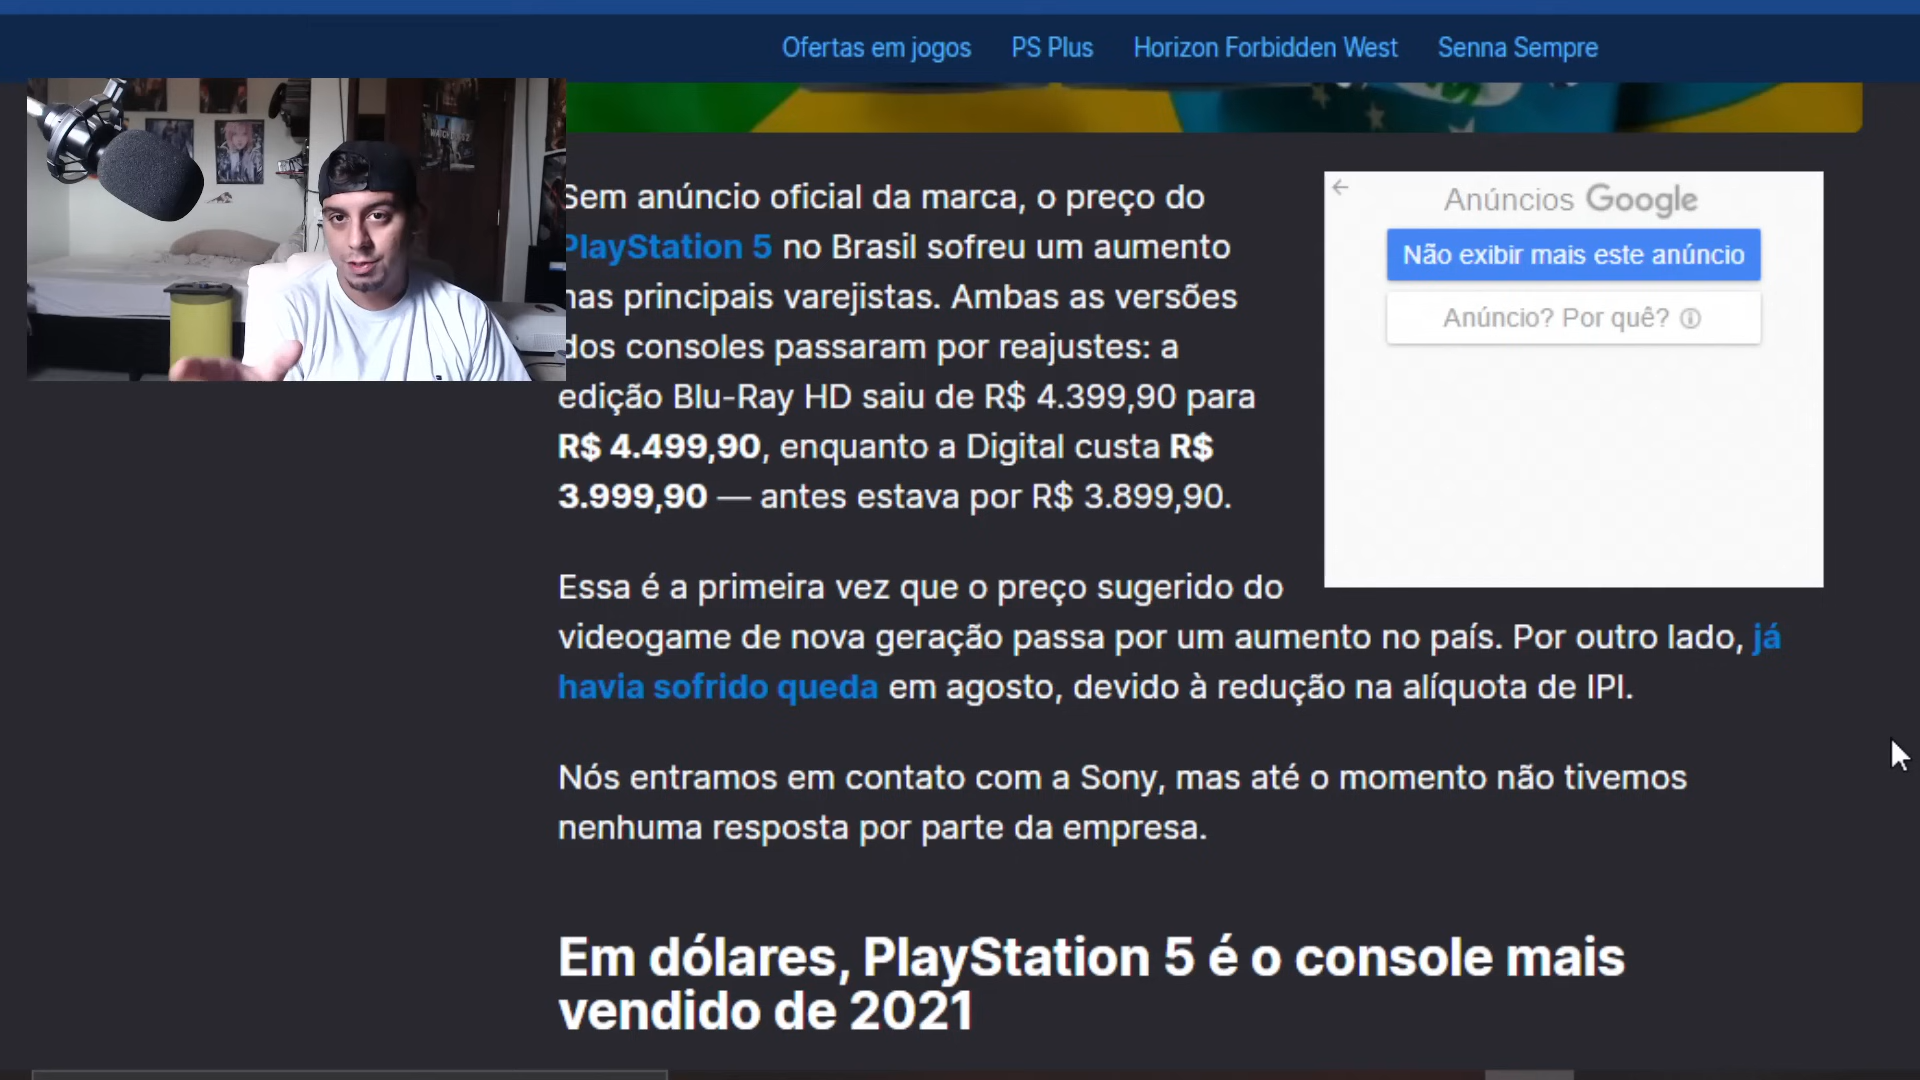 Ofertas em jogos PS Plus Horizon Forbidden West Senna Sempre
Sem anúncio oficial da marca, o preço do
PlayStation 5 no Brasil sofreu um aumento
nas principais varejistas. Ambas as versões
dos consoles passaram por reajustes: a
edição Blu-Ray HD saiu de R$ 4.399,90 para
R$ 4.499,90, enquanto a Digital custa R$
3.999,90 — antes estava por R$ 3.899,90.
Anúncios Google
Não exibir mais este anúncio
Anúncio? Por quê?
Essa é a primeira vez que o preço sugerido do
videogame de nova geração passa por um aumento no país. Por outro lado, já
havia sofrido queda em agosto, devido à redução na alíquota de IPI.
Nós entramos em contato com a Sony, mas até o momento não tivemos
nenhuma resposta por parte da empresa.
Em dólares, PlayStation 5 é o console mais
vendido de 2021